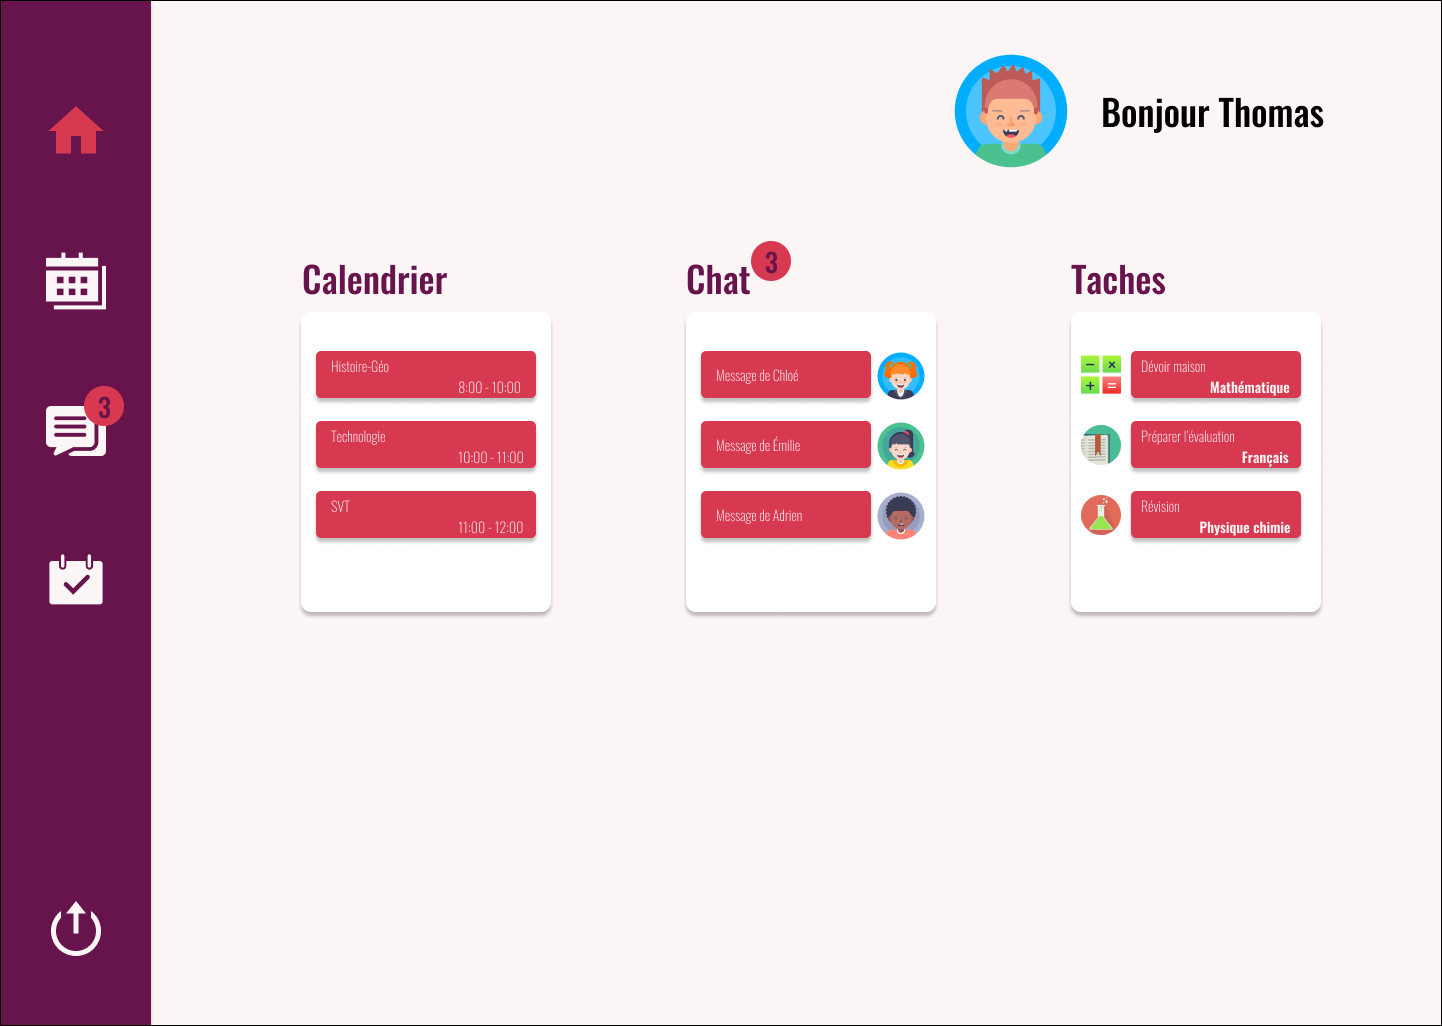 Bonjour Thomas
3
Calendrier
Histoire-Géo
8:00 - 10:00
Technologie
10:00 - 11:00
SVT
11:00 - 12:00
Chat
3
Message de Chloé
Message de Émilie
Message de Adrien
Taches
Dévoir maison
Mathématique
Préparer l'évaluation
Français
Révision
Physique chimie